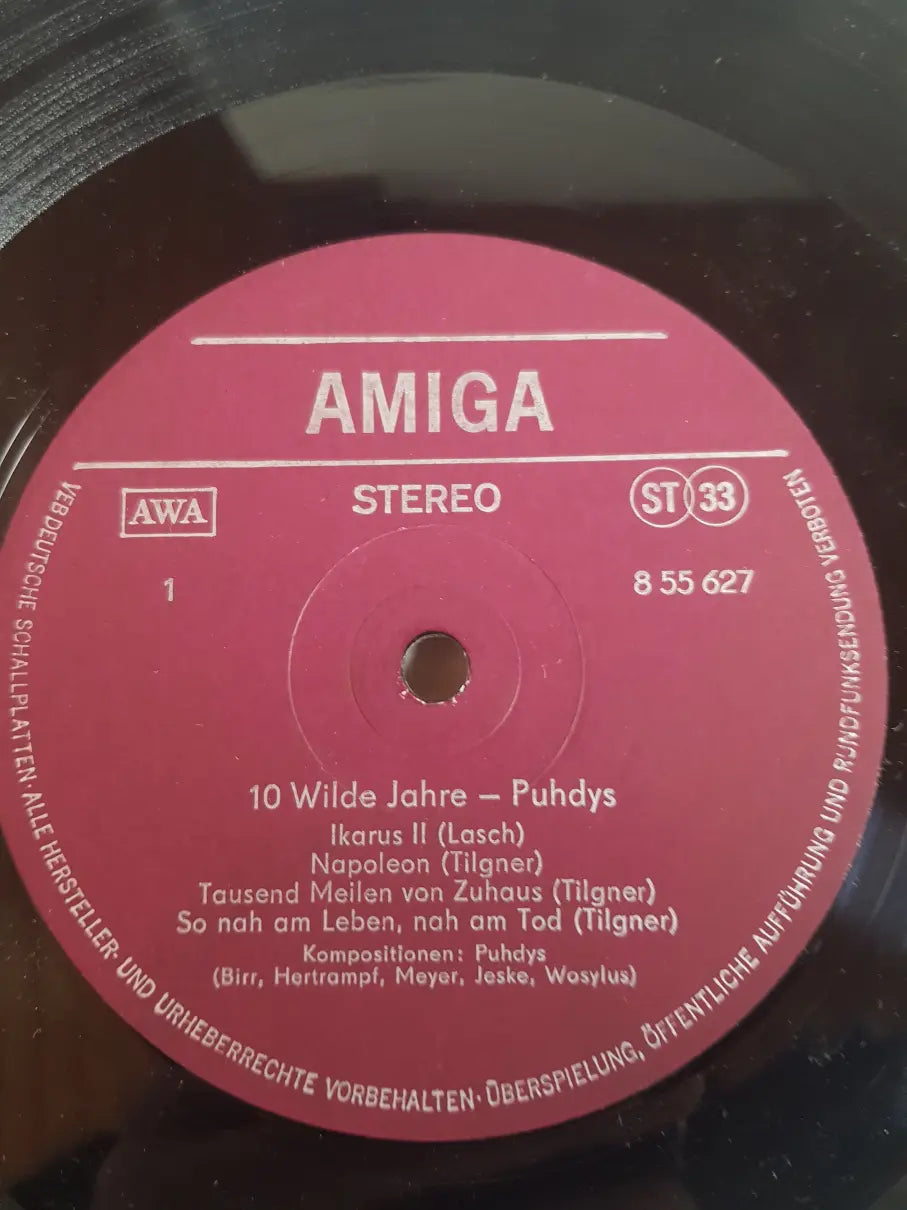 AMIGA
AWA
STEREO
ST 33
1
8 55 627
10 Wilde Jahre – Puhdys
Ikarus II (Lasch)
Napoleon (Tilgner)
Tausend Meilen von Zuhaus (Tilgner)
So nah am Leben, nah am Tod (Tilgner)
Kompositionen: Puhdys
(Birr, Hertrampf, Meyer, Jeske, Wosylus)
VEB DEUTSCHE SCHALLPLATTEN · ALLE HERSTELLER- UND URHEBERRECHTE VORBEHALTEN · ÜBERSPIELUNG, ÖFFENTLICHE AUFFÜHRUNG UND RUNDFUNKSENDUNG VERBOTEN